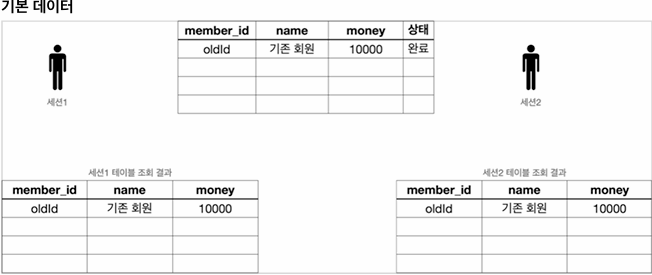 기본 데이터
member_id name money 상태
oldId 기존 회원 10000 완료
세션1
세션2
세션1 테이블 조회 결과
member_id name money
oldId 기존 회원 10000
세션2 테이블 조회 결과
member_id name money
oldId 기존 회원 10000